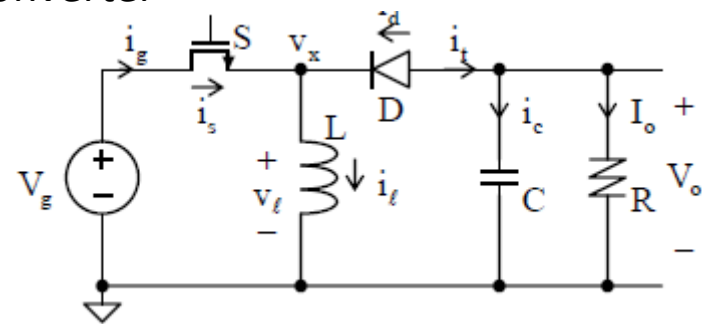 onverter
i_d
i_g S v_x i_t
i_s D i_c I_o +
L
V_g + − + v_ℓ − i_ℓ C R V_o
−